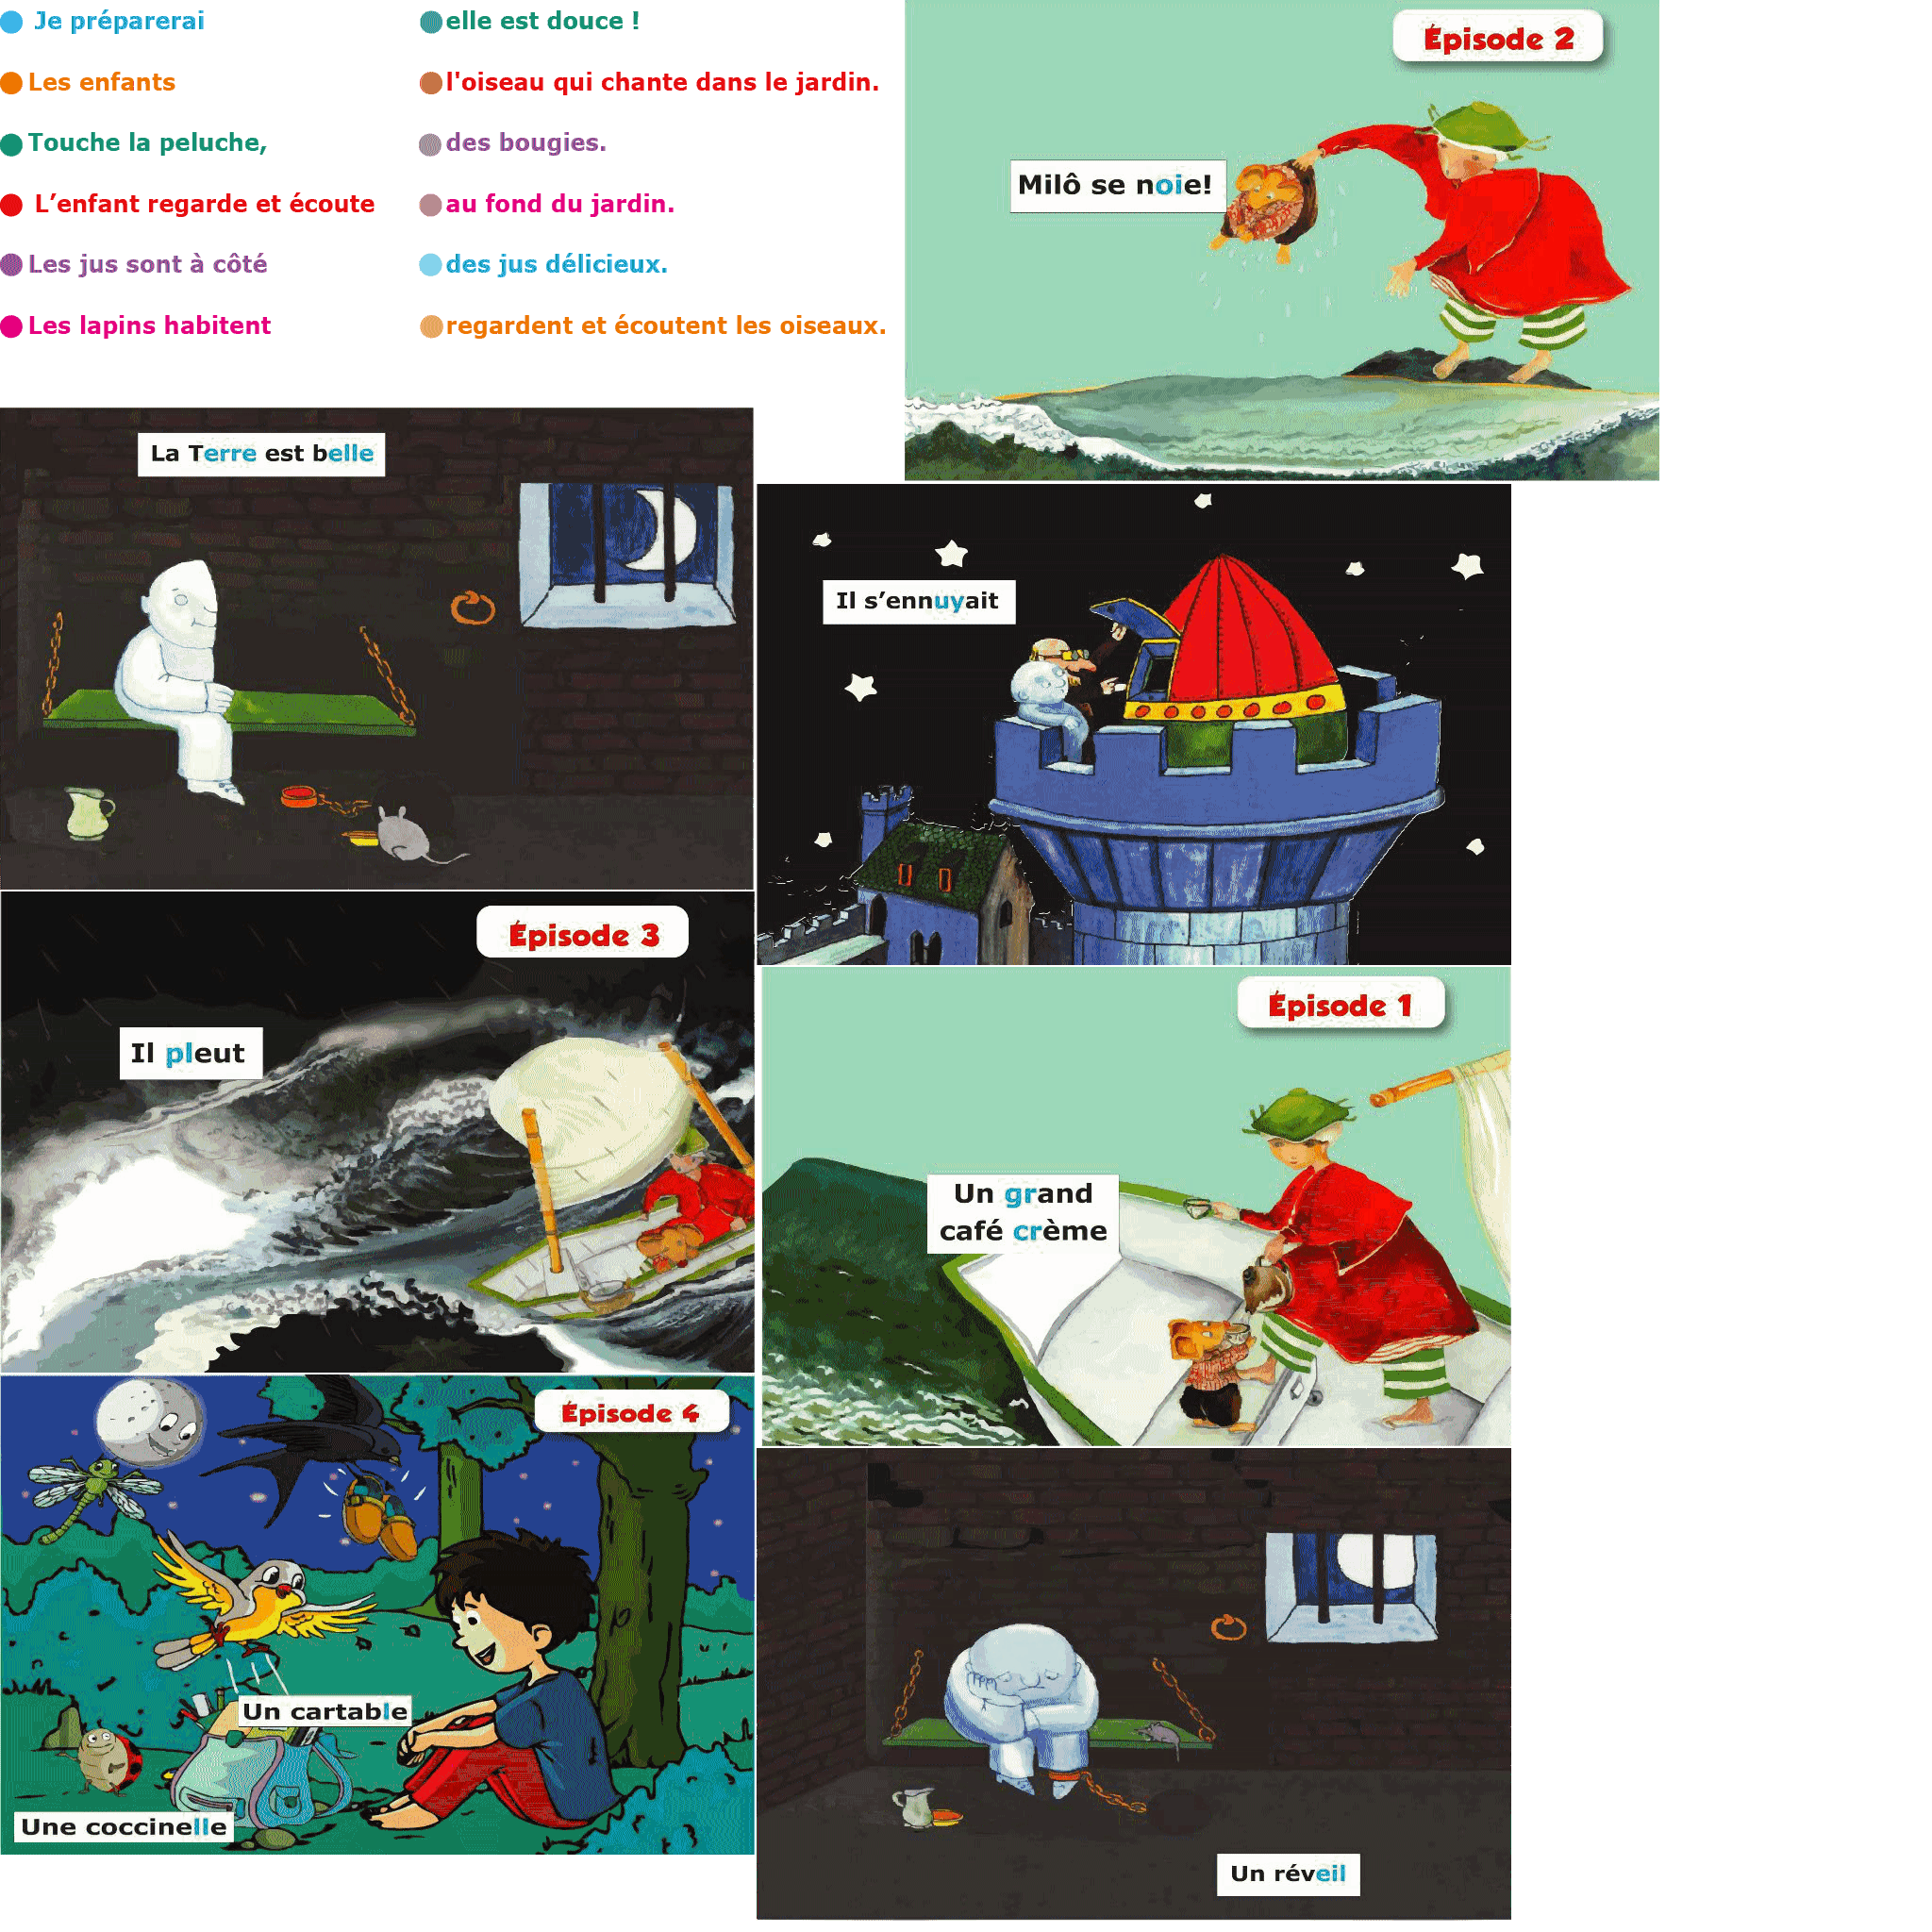 Je préparerai
elle est douce !
Les enfants
l'oiseau qui chante dans le jardin.
Touche la peluche,
des bougies.
L’enfant regarde et écoute
au fond du jardin.
Les jus sont à côté
des jus délicieux.
Les lapins habitent
regardent et écoutent les oiseaux.
Épisode 2
Milô se noie!
La Terre est belle
Il s’ennuyait
Épisode 3
Il pleut
Épisode 1
Un grand
café crème
Épisode 4
Un cartable
Une coccinelle
Un réveil